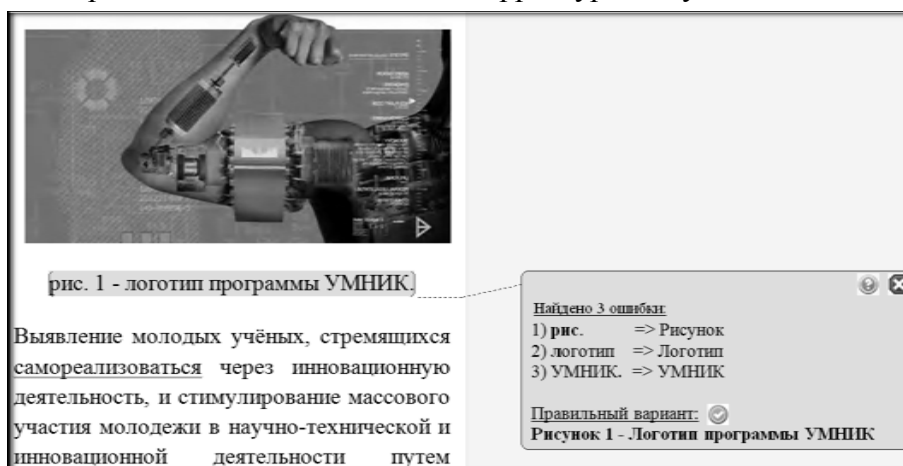 рис. 1 - логотип программы УМНИК.
Выявление молодых учёных, стремящихся
самореализоваться через инновационную
деятельность, и стимулирование массового
участия молодежи в научно-технической и
инновационной деятельности путем
Найдено 3 ошибки:
1) рис. => Рисунок
2) логотип => Логотип
3) УМНИК. => УМНИК
Правильный вариант:
Рисунок 1 - Логотип программы УМНИК